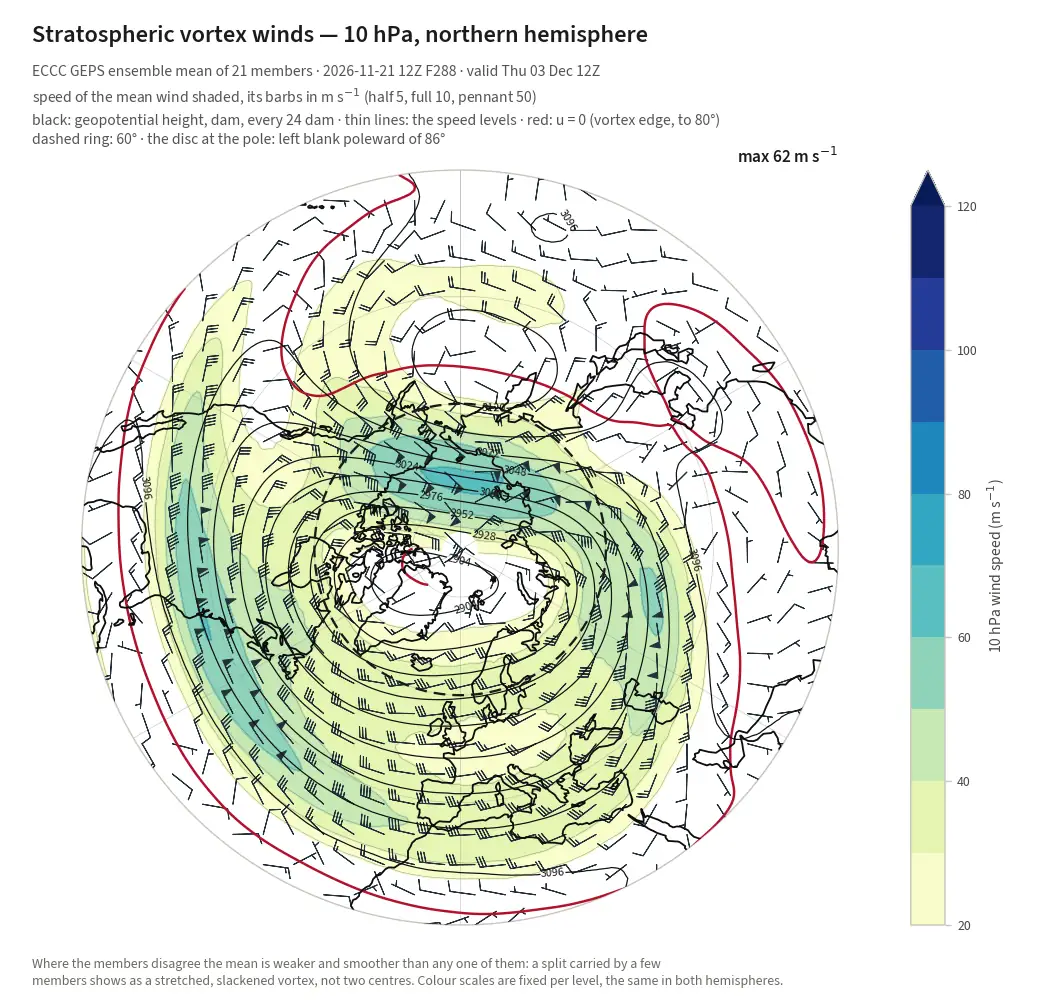 Stratospheric vortex winds — 10 hPa, northern hemisphere
ECCC GEPS ensemble mean of 21 members · 2026-11-21 12Z F288 · valid Thu 03 Dec 12Z
speed of the mean wind shaded, its barbs in m s⁻¹ (half 5, full 10, pennant 50)
black: geopotential height, dam, every 24 dam · thin lines: the speed levels · red: u = 0 (vortex edge, to 80°)
dashed ring: 60° · the disc at the pole: left blank poleward of 86°
max 62 m s⁻¹
120
100
80
60
40
20
10 hPa wind speed (m s⁻¹)
3096
3024
3048
2976
2952
2928
2904
3096
3096
3096
Where the members disagree the mean is weaker and smoother than any one of them: a split carried by a few
members shows as a stretched, slackened vortex, not two centres. Colour scales are fixed per level, the same in both hemispheres.